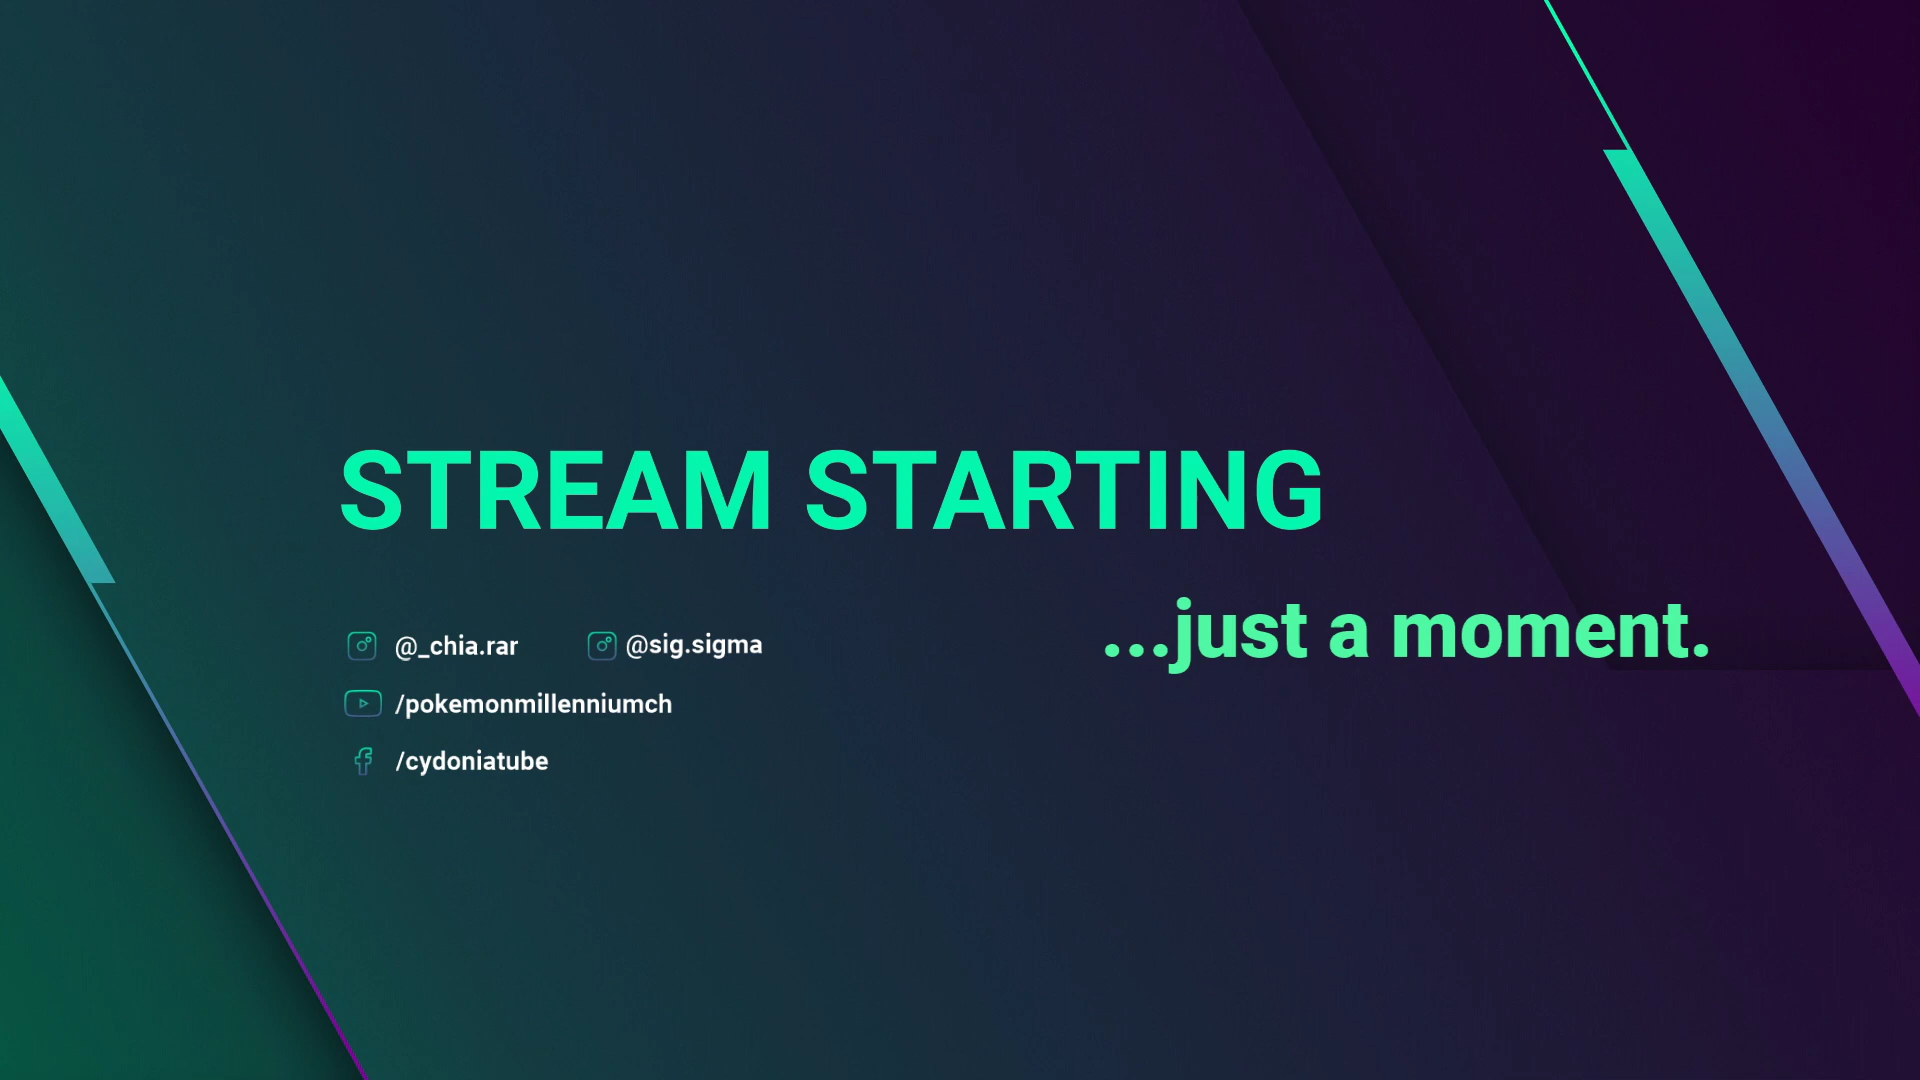 STREAM STARTING
...just a moment.
@_chia.rar @sig.sigma
/pokemonmillenniumch
/cydoniatube